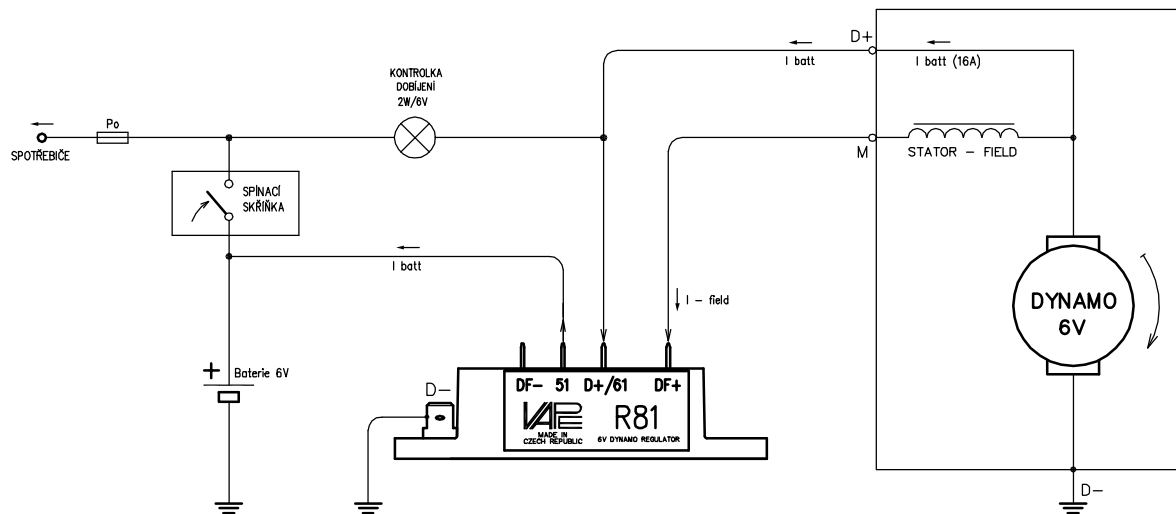 D+
I batt
I batt (16A)
KONTROLKA
DOBÍJENÍ
2W/6V
Po
SPOTŘEBIČE
M
STATOR - FIELD
SPÍNACÍ
SKŘÍŇKA
I batt
I - field
DYNAMO
6V
+ Baterie 6V
D-
DF- 51 D+/61 DF+
VAPE
R81
MADE IN
CZECH REPUBLIC
6V DYNAMO REGULATOR
D-